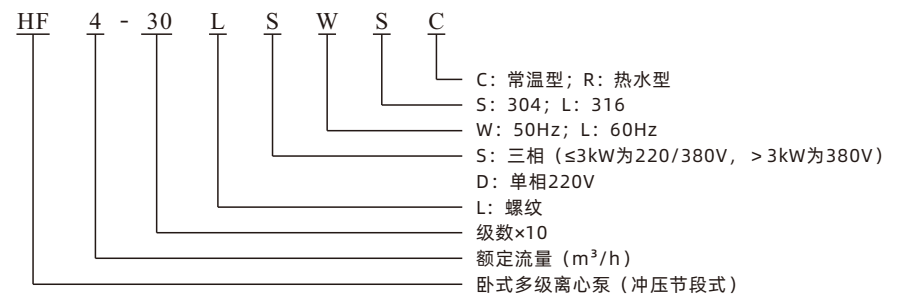 HF 4 - 30 L S W S C
C：常温型；R：热水型
S：304；L：316
W：50Hz；L：60Hz
S：三相（≤3kW为220/380V，＞3kW为380V）
D：单相220V
L：螺纹
级数×10
额定流量（m³/h）
卧式多级离心泵（冲压节段式）